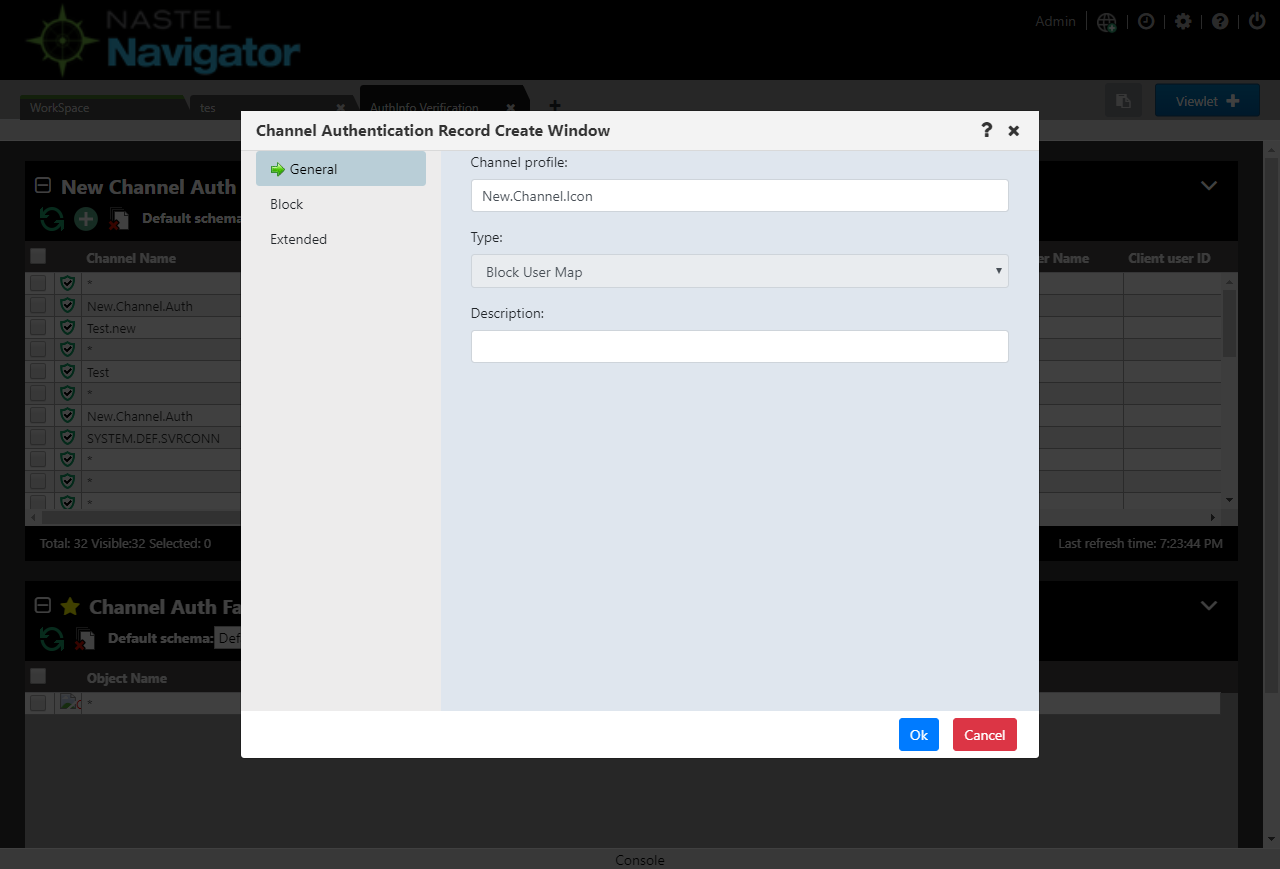 NASTEL
Navigator
Admin
WorkSpace
tes
AuthInfo Verification
Viewlet
Channel Authentication Record Create Window
General
Block
Extended
Channel profile:
New.Channel.Icon
Type:
Block User Map
Description:
Ok
Cancel
New Channel Auth
Default schema
Channel Name
er Name
Client user ID
*
New.Channel.Auth
Test.new
*
Test
*
New.Channel.Auth
SYSTEM.DEF.SVRCONN
*
*
*
Total: 32 Visible:32 Selected: 0
Last refresh time: 7:23:44 PM
Channel Auth Fa
Default schema: Def
Object Name
*
Console